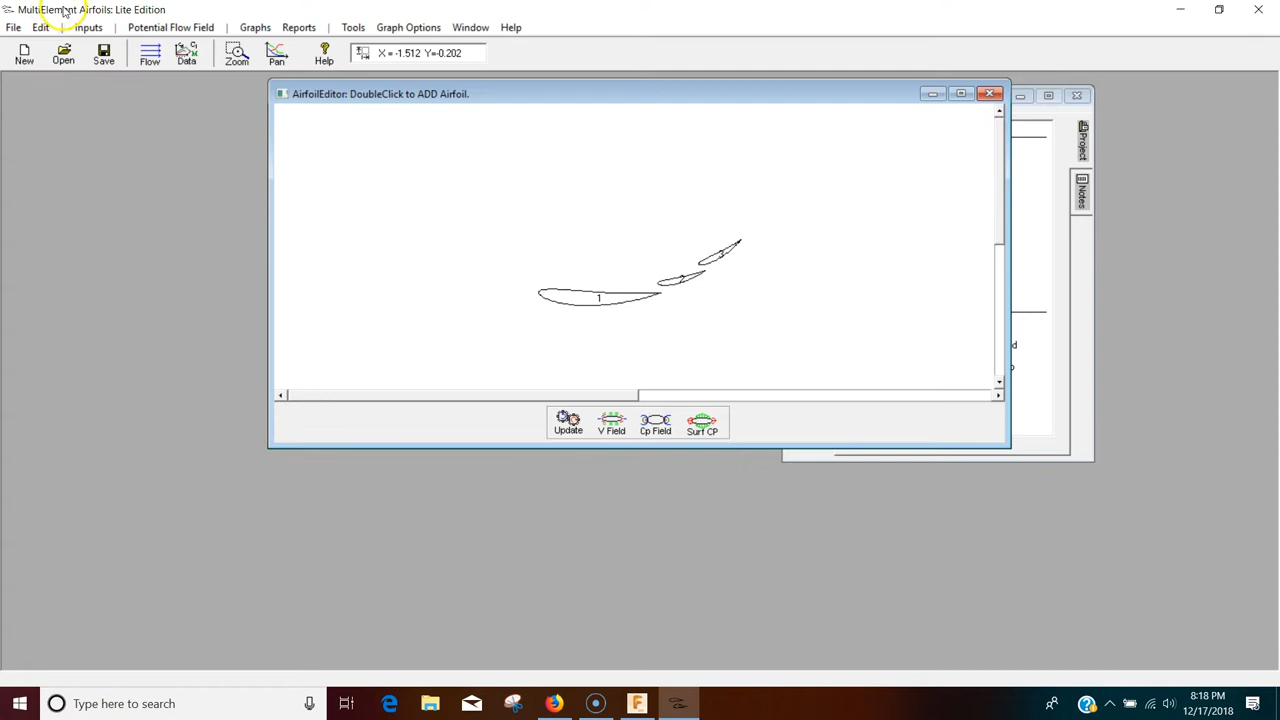 MultiElement Airfoils: Lite Edition
File Edit Inputs Potential Flow Field Graphs Reports Tools Graph Options Window Help
New Open Save Flow Data Zoom Pan Help X = -1.512 Y=-0.202
AirfoilEditor: DoubleClick to ADD Airfoil.
Project
Notes
3
2
1
Update V Field Cp Field Surf CP
Type here to search
8:18 PM
12/17/2018